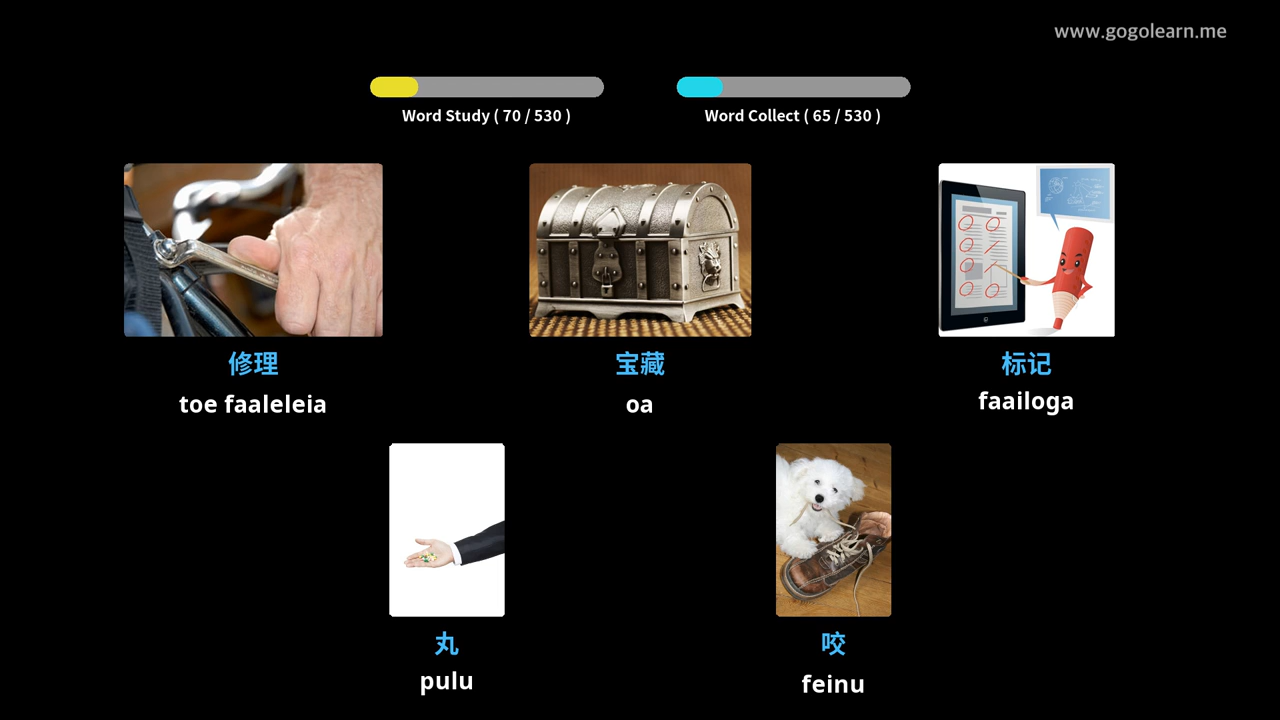 www.gogolearn.me
Word Study ( 70 / 530 )
Word Collect ( 65 / 530 )
修理
宝藏
标记
toe faaleleia
oa
faailoga
丸
咬
pulu
feinu